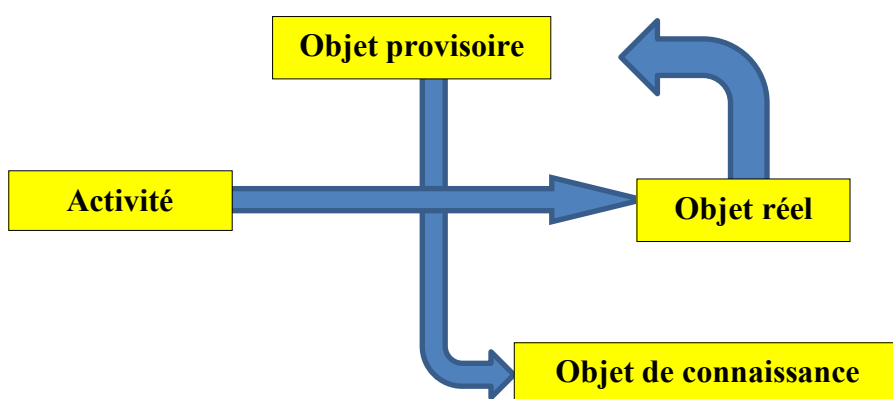 Objet provisoire
Activité
Objet réel
Objet de connaissance